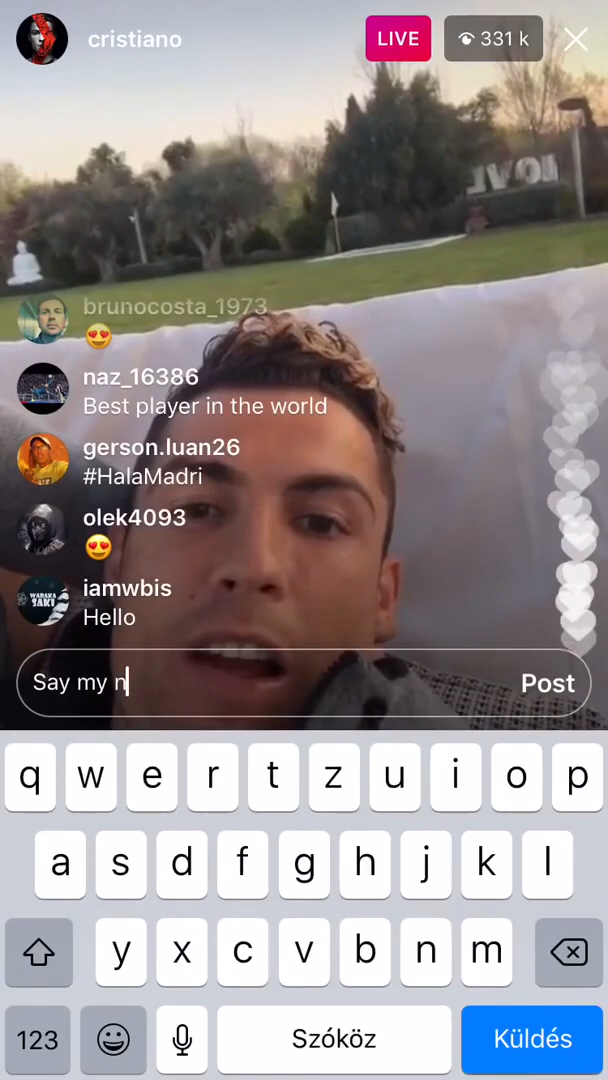 cristiano
LIVE
331 k
brunocosta_1973
😍
naz_16386
Best player in the world
gerson.luan26
#HalaMadri
olek4093
😍
iamwbis
Hello
Say my n
Post
q w e r t z u i o p
a s d f g h j k l
y x c v b n m
123
Szóköz
Küldés